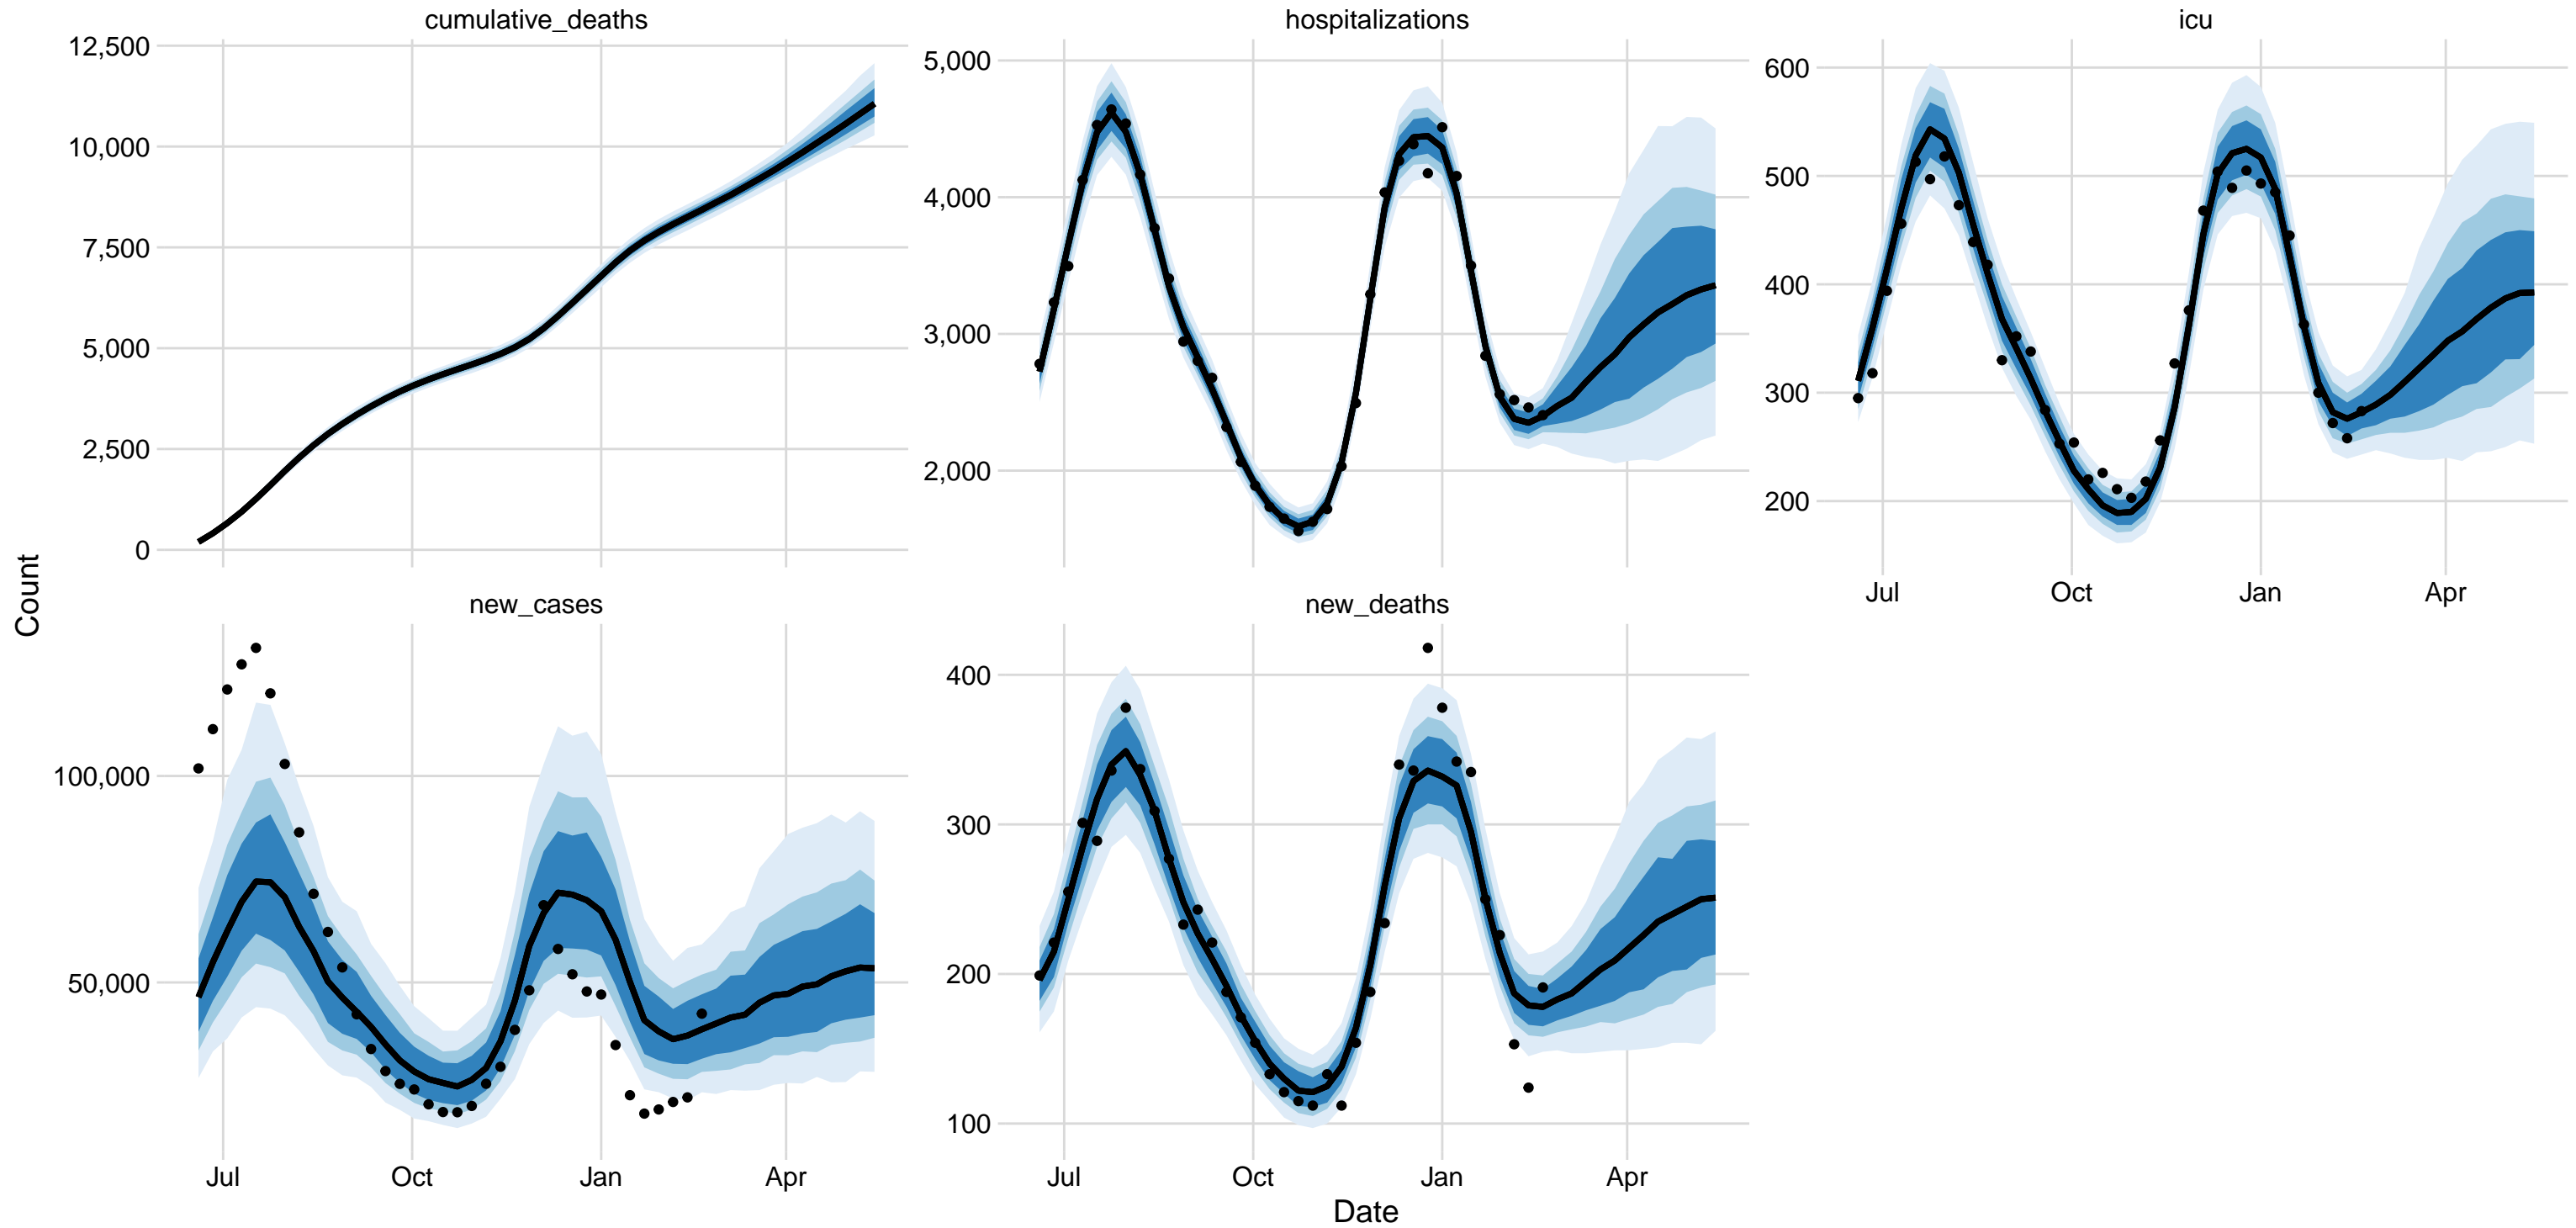 cumulative_deaths
hospitalizations
icu
12,500
10,000
7,500
5,000
2,500
0
5,000
4,000
3,000
2,000
600
500
400
300
200
Jul Oct Jan Apr
Count
new_cases
new_deaths
100,000
50,000
400
300
200
100
Jul Oct Jan Apr
Jul Oct Jan Apr
Date